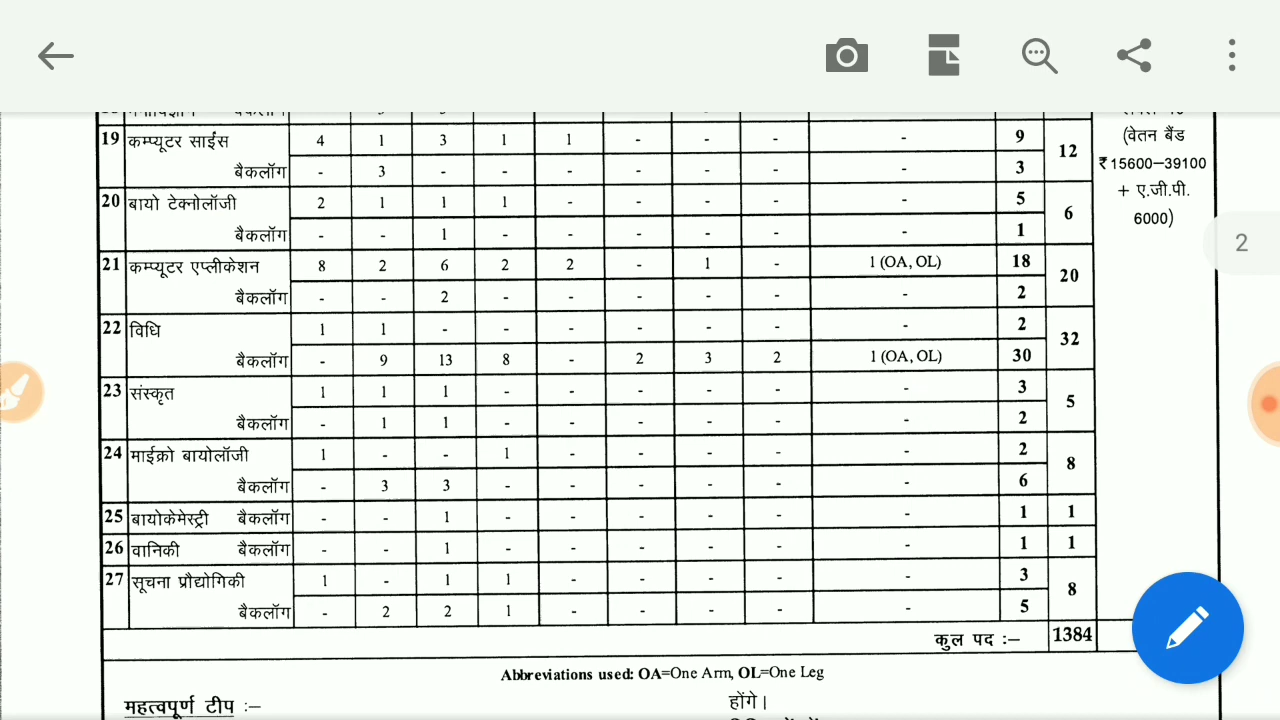 19 कम्प्यूटर साईंस 4 1 3 1 1 - - - - 9 12
बैकलॉग - 3 - - - - - - - 3
20 बायो टेक्नोलॉजी 2 1 1 1 - - - - - 5 6
बैकलॉग - - 1 - - - - - - 1
21 कम्प्यूटर एप्लीकेशन 8 2 6 2 2 - 1 - 1 (OA, OL) 18 20
बैकलॉग - - 2 - - - - - - 2
22 विधि 1 1 - - - - - - - 2 32
बैकलॉग - 9 13 8 - 2 3 2 1 (OA, OL) 30
23 संस्कृत 1 1 1 - - - - - - 3 5
बैकलॉग - 1 1 - - - - - - 2
24 माईक्रो बायोलॉजी 1 - - 1 - - - - - 2 8
बैकलॉग - 3 3 - - - - - - 6
25 बायोकेमेस्ट्री बैकलॉग - - 1 - - - - - - 1 1
26 वानिकी बैकलॉग - - 1 - - - - - - 1 1
27 सूचना प्रौद्योगिकी 1 - 1 1 - - - - - 3 8
बैकलॉग - 2 2 1 - - - - - 5
कुल पद :– 1384
(वेतन बैंड
₹15600–39100
+ ए.जी.पी.
6000)
2
Abbreviations used: OA=One Arm, OL=One Leg
महत्वपूर्ण टीप :–
होंगे।